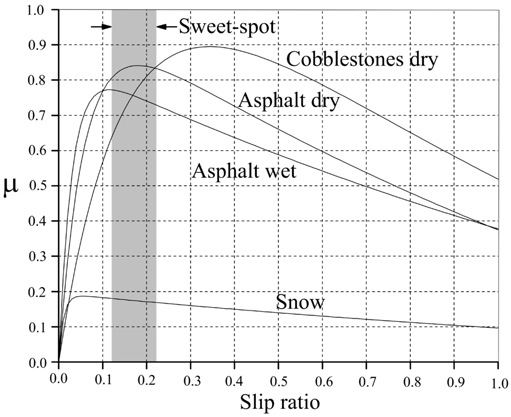 1.0
Sweet-spot
0.9
Cobblestones dry
0.8
Asphalt dry
0.7
0.6
Asphalt wet
μ
0.5
0.4
0.3
0.2
Snow
0.1
0.0
0.0 0.1 0.2 0.3 0.4 0.5 0.6 0.7 0.8 0.9 1.0
Slip ratio